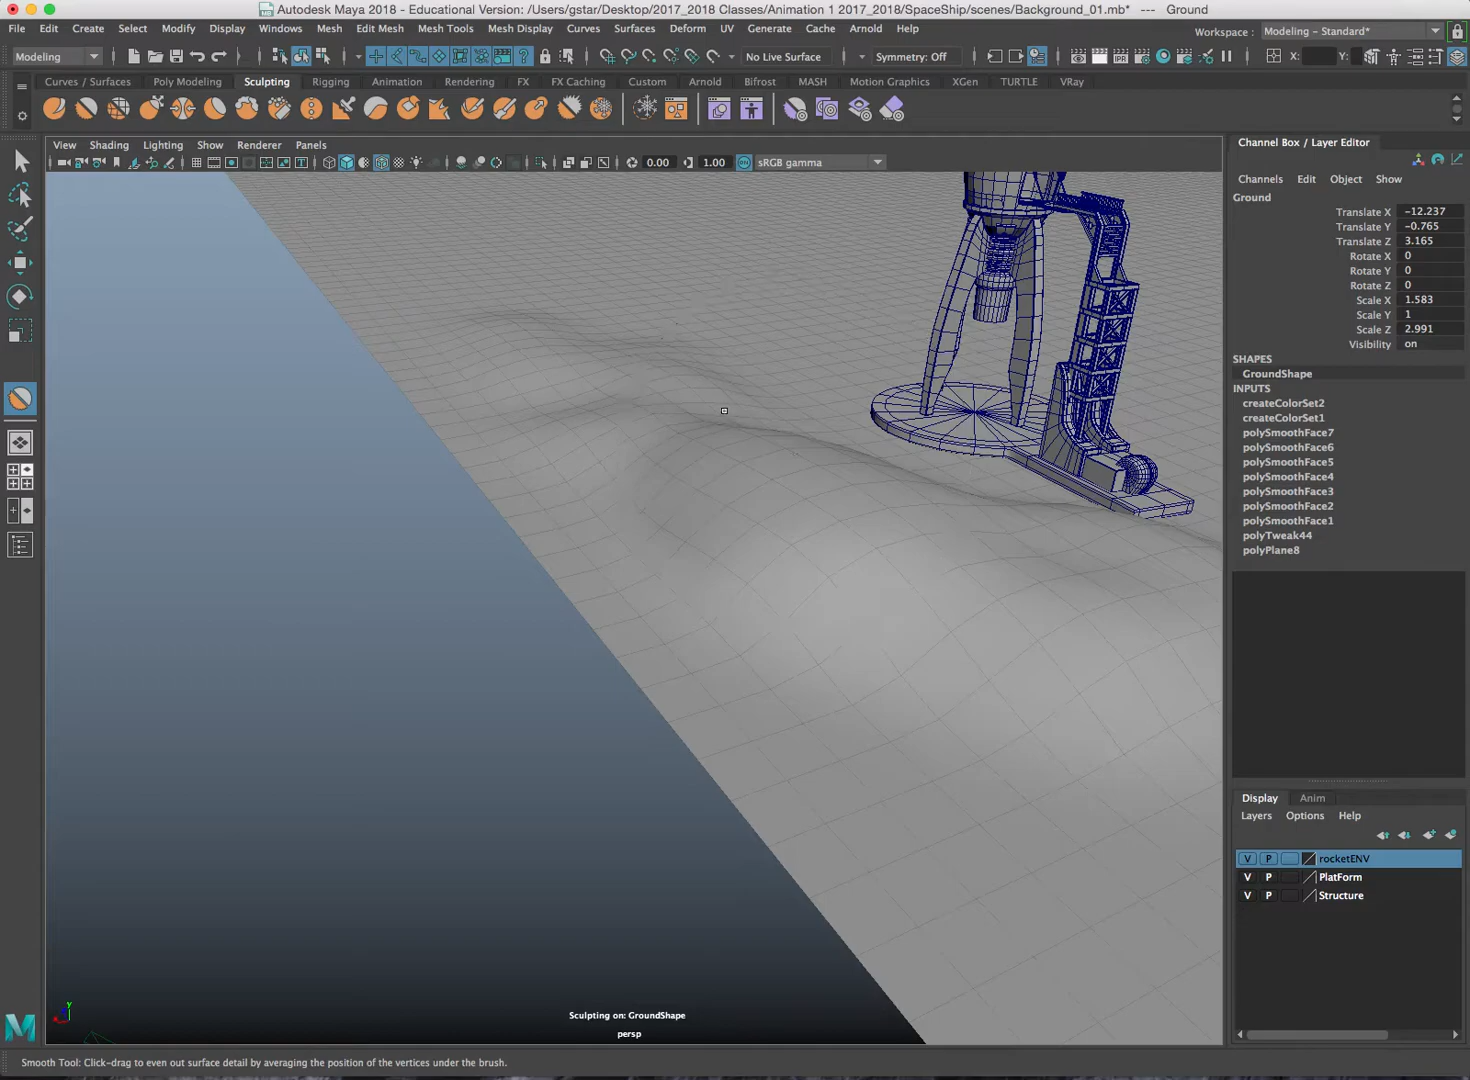 Autodesk Maya 2018 - Educational Version: /Users/gstar/Desktop/2017_2018 Classes/Animation 1 2017_2018/SpaceShip/scenes/Background_01.mb* --- Ground
File Edit Create Select Modify Display Windows Mesh Edit Mesh Mesh Tools Mesh Display Curves Surfaces Deform UV Generate Cache Arnold Help
Workspace : Modeling - Standard*
Modeling No Live Surface Symmetry: Off X: Y:
Curves / Surfaces Poly Modeling Sculpting Rigging Animation Rendering FX FX Caching Custom Arnold Bifrost MASH Motion Graphics XGen TURTLE VRay
View Shading Lighting Show Renderer Panels
0.00 1.00 sRGB gamma
Channel Box / Layer Editor
Channels Edit Object Show
Ground
Translate X -12.237
Translate Y -0.765
Translate Z 3.165
Rotate X 0
Rotate Y 0
Rotate Z 0
Scale X 1.583
Scale Y 1
Scale Z 2.991
Visibility on
SHAPES
GroundShape
INPUTS
createColorSet2
createColorSet1
polySmoothFace7
polySmoothFace6
polySmoothFace5
polySmoothFace4
polySmoothFace3
polySmoothFace2
polySmoothFace1
polyTweak44
polyPlane8
Display Anim
Layers Options Help
V P rocketENV
V P PlatForm
V P Structure
y
Sculpting on: GroundShape
persp
Smooth Tool: Click-drag to even out surface detail by averaging the position of the vertices under the brush.